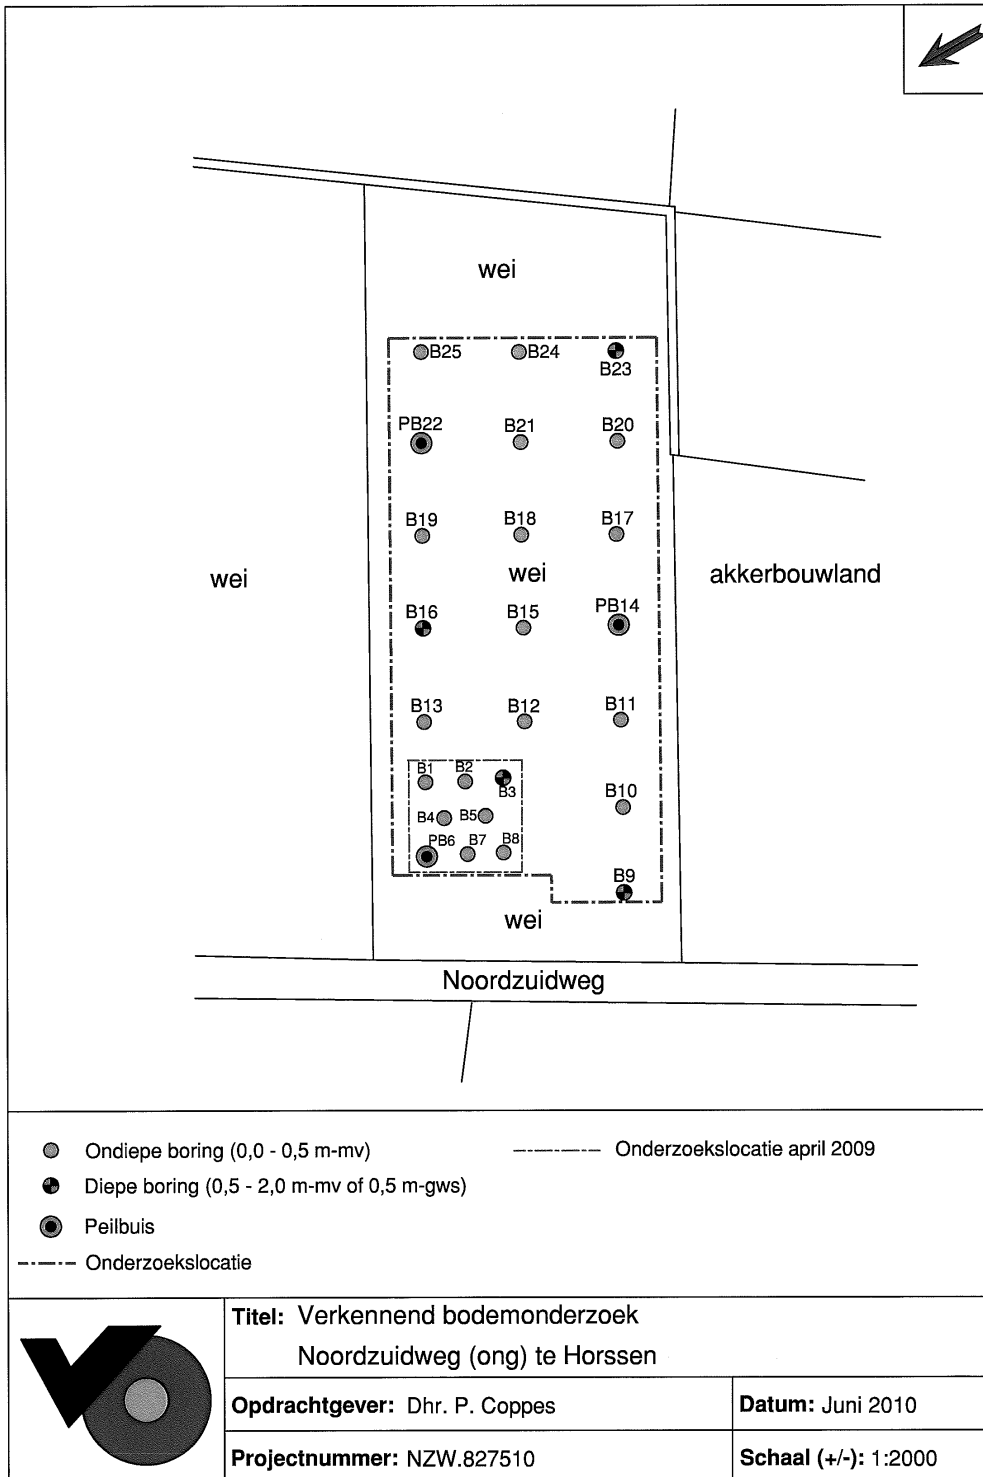 wei
B25
B24
B23
PB22
B21
B20
B19
B18
B17
wei
wei
akkerbouwland
B16
B15
PB14
B13
B12
B11
B1
B2
B3
B10
B4
B5
PB6
B7
B8
B9
wei
Noordzuidweg
Ondiepe boring (0,0 - 0,5 m-mv)
Onderzoekslocatie april 2009
Diepe boring (0,5 - 2,0 m-mv of 0,5 m-gws)
Peilbuis
Onderzoekslocatie
Titel: Verkennend bodemonderzoek
Noordzuidweg (ong) te Horssen
Opdrachtgever: Dhr. P. Coppes
Datum: Juni 2010
Projectnummer: NZW.827510
Schaal (+/-): 1:2000